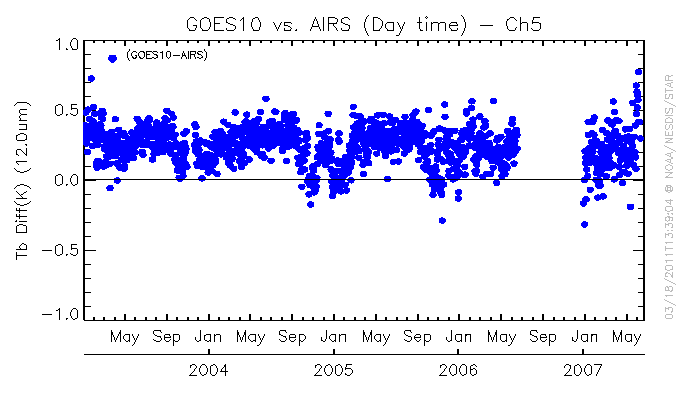 GOES10 vs. AIRS (Day time) − Ch5
(GOES10−AIRS)
Tb Diff(K) (12.0um)
1.0
0.5
0.0
−0.5
−1.0
May Sep Jan May Sep Jan May Sep Jan May Sep Jan May
2004 2005 2006 2007
03/18/2011T13:39:04 @ NOAA/NESDIS/STAR